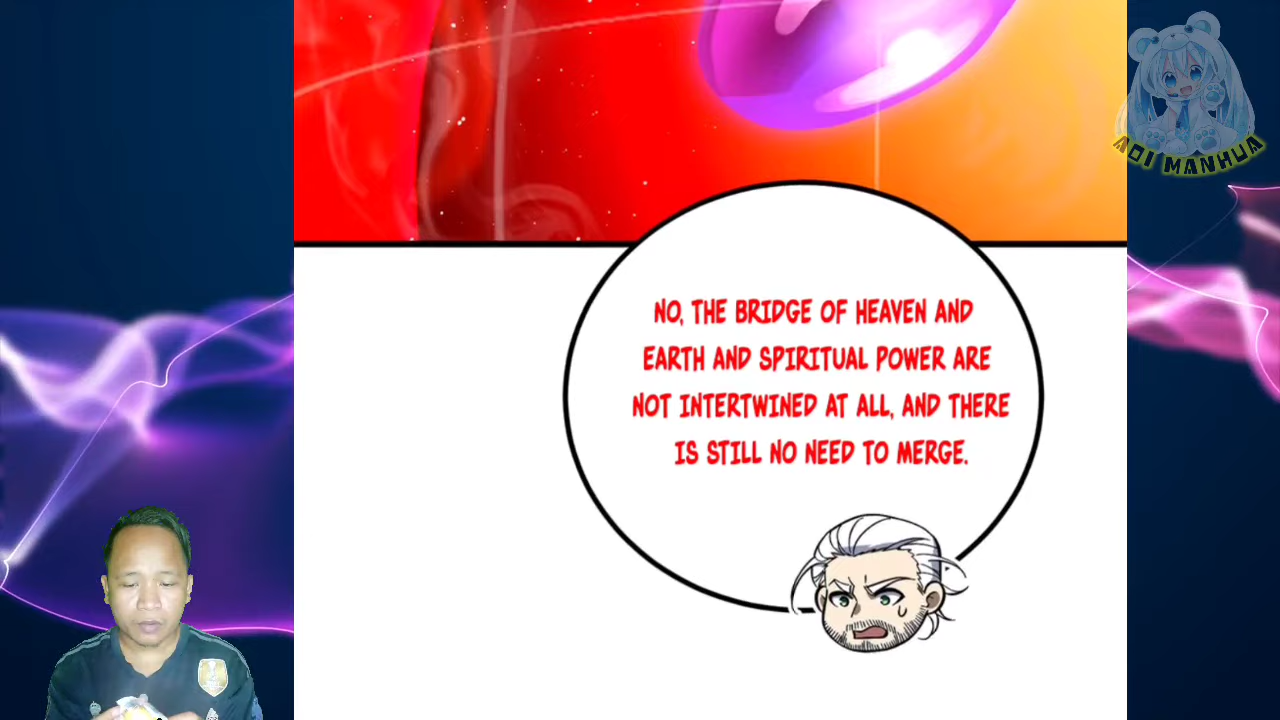 AOI MANHUA
NO, THE BRIDGE OF HEAVEN AND
EARTH AND SPIRITUAL POWER ARE
NOT INTERTWINED AT ALL, AND THERE
IS STILL NO NEED TO MERGE.